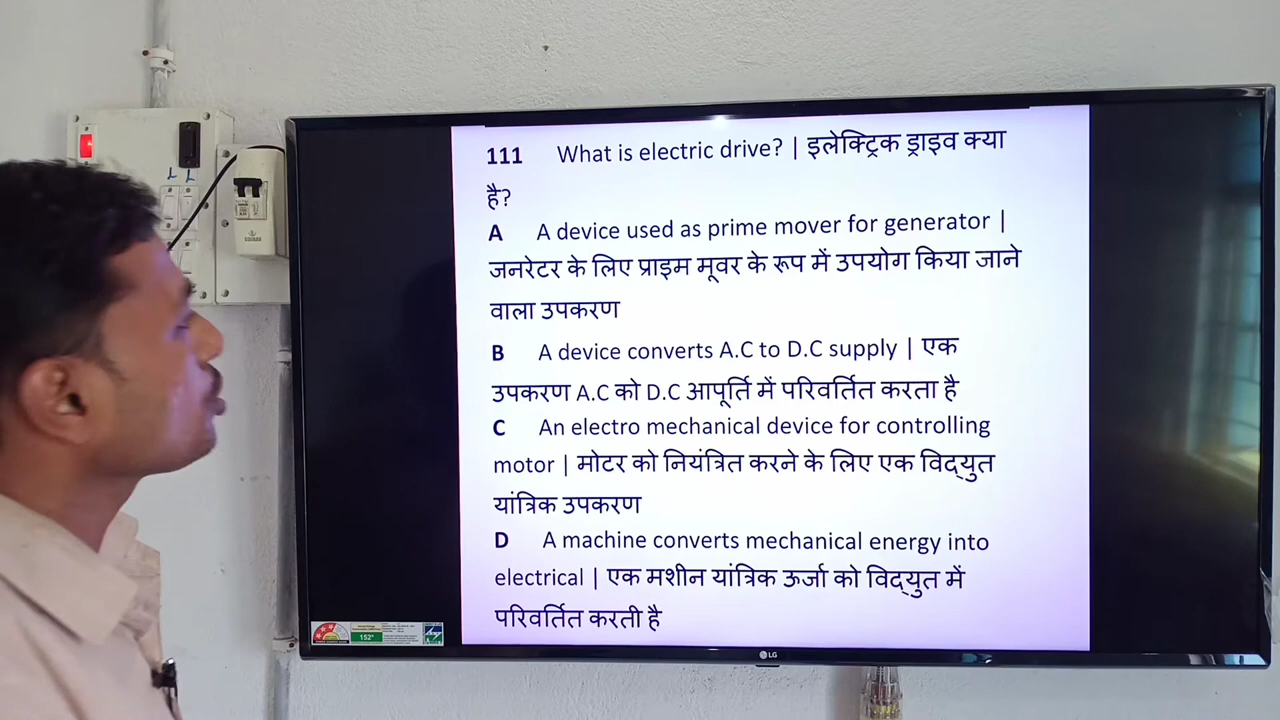 111 What is electric drive? | इलेक्ट्रिक ड्राइव क्या
है?
A A device used as prime mover for generator |
जनरेटर के लिए प्राइम मूवर के रूप में उपयोग किया जाने
वाला उपकरण
B A device converts A.C to D.C supply | एक
उपकरण A.C को D.C आपूर्ति में परिवर्तित करता है
C An electro mechanical device for controlling
motor | मोटर को नियंत्रित करने के लिए एक विद्युत
यांत्रिक उपकरण
D A machine converts mechanical energy into
electrical | एक मशीन यांत्रिक ऊर्जा को विद्युत में
परिवर्तित करती है
152*
LG